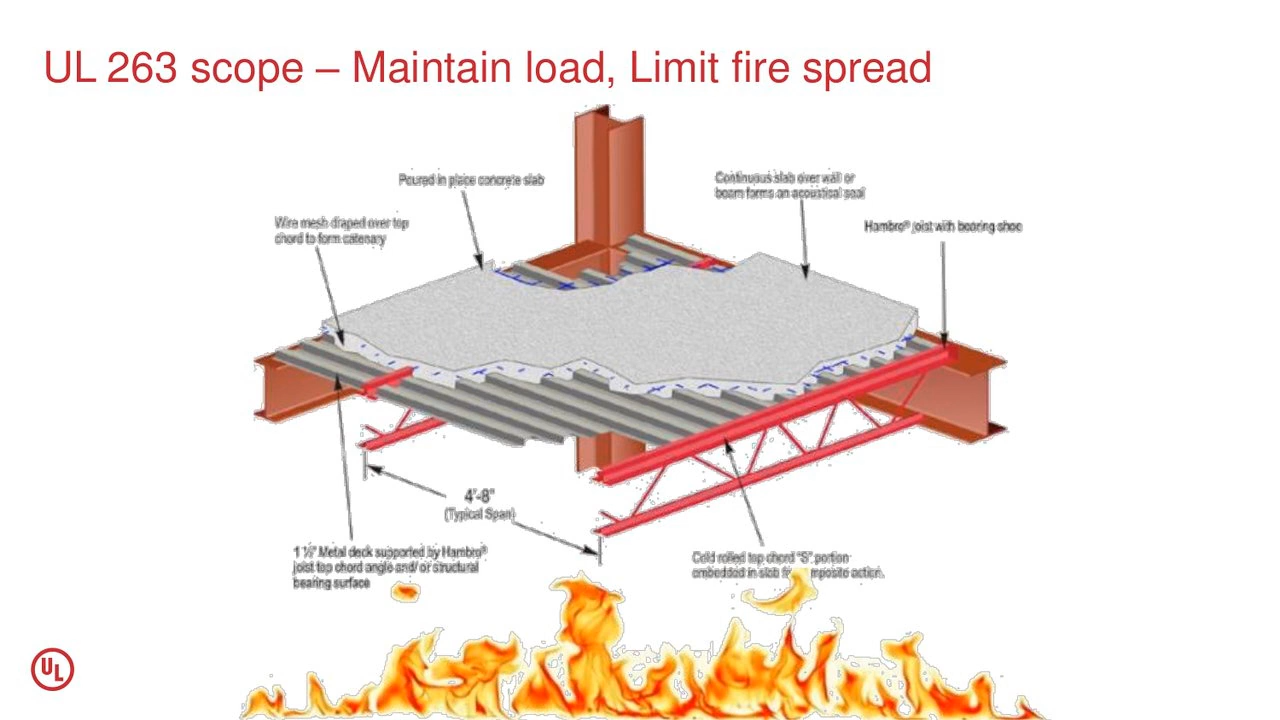 UL 263 scope – Maintain load, Limit fire spread
Poured in place concrete slab
Continuous slab over wall or
beam forms an acoustical seal
Wire mesh draped over top
chord to form catenary
Hambro® joist with bearing shoe
4'-8"
(Typical Span)
1 ½" Metal deck supported by Hambro®
joist top chord angle and/ or structural
bearing surface
Cold rolled top chord "S" portion
embedded in slab composite action.
UL